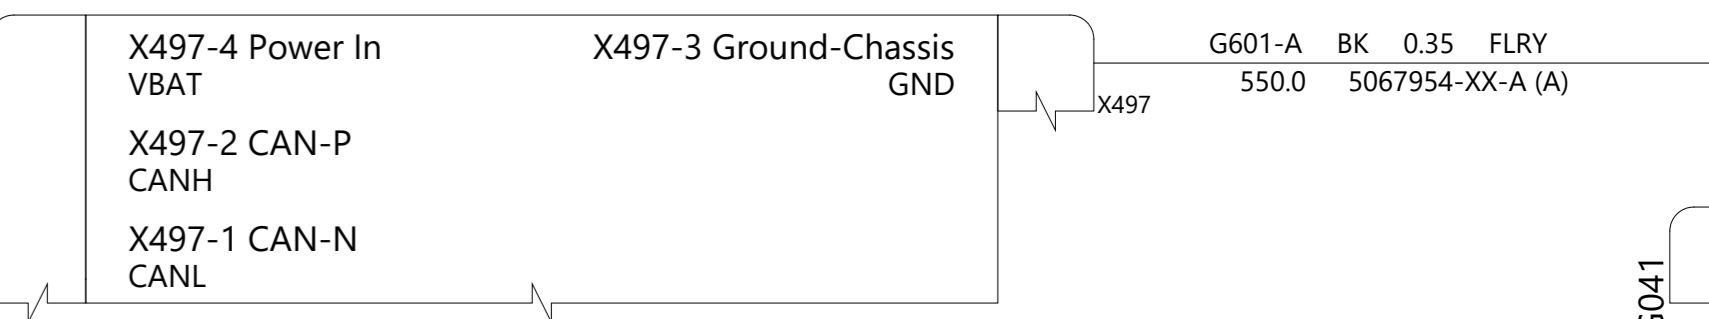 X497-4 Power In
VBAT
X497-3 Ground-Chassis
GND
X497-2 CAN-P
CANH
X497-1 CAN-N
CANL
X497
G601-A BK 0.35 FLRY
550.0 5067954-XX-A (A)